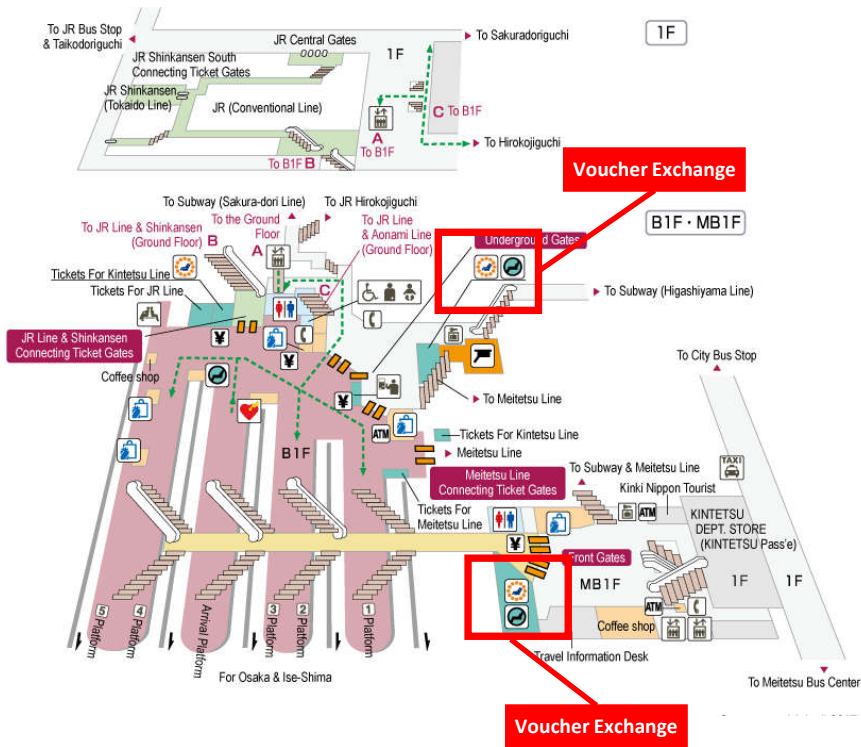 To JR Bus Stop
& Taikodoriguchi
JR Central Gates
To Sakuradoriguchi
1F
1F
JR Shinkansen South
Connecting Ticket Gates
JR Shinkansen
(Tokaido Line)
JR (Conventional Line)
A
To B1F
C To B1F
To B1F B
To Hirokojiguchi
Voucher Exchange
B1F・MB1F
To Subway (Sakura-dori Line)
To JR Hirokojiguchi
To JR Line & Shinkansen
(Ground Floor)
B
To the Ground
Floor
A
To JR Line
& Aonami Line
(Ground Floor)
C
Underground Gates
Tickets For Kintetsu Line
Tickets For JR Line
To Subway (Higashiyama Line)
JR Line & Shinkansen
Connecting Ticket Gates
¥
¥
¥
Coffee shop
To City Bus Stop
To Meitetsu Line
ATM
Tickets For Kintetsu Line
B1F
Meitetsu Line
Meitetsu Line
Connecting Ticket Gates
To Subway & Meitetsu Line
TAXI
Kinki Nippon Tourist
Tickets For
Meitetsu Line
ATM
KINTETSU
DEPT. STORE
(KINTETSU Pass'e)
¥
Front Gates
MB1F
1F
1F
ATM
Coffee shop
5 Platform
4 Platform
Arrival Platform
3 Platform
2 Platform
1 Platform
Travel Information Desk
For Osaka & Ise-Shima
To Meitetsu Bus Center
Voucher Exchange